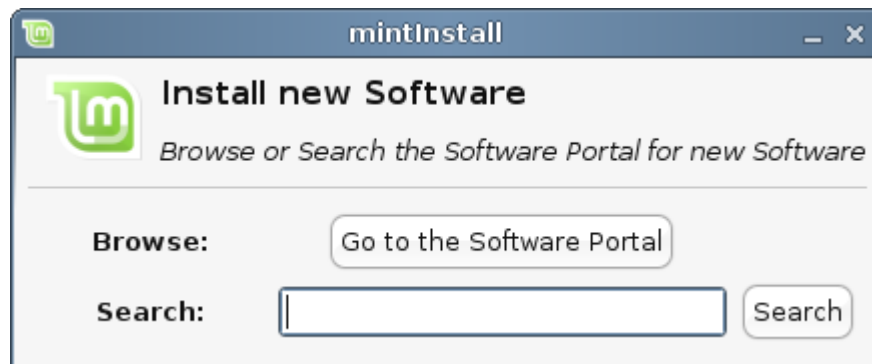 mintInstall
Install new Software
Browse or Search the Software Portal for new Software
Browse: Go to the Software Portal
Search: Search